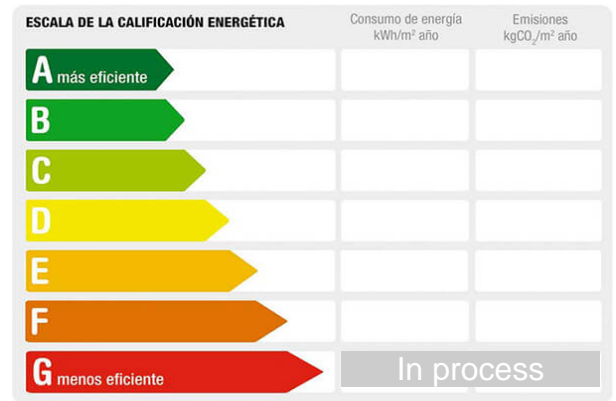 ESCALA DE LA CALIFICACIÓN ENERGÉTICA
Consumo de energía
kWh/m² año
Emisiones
kgCO₂/m² año
A más eficiente
B
C
D
E
F
G menos eficiente
In process